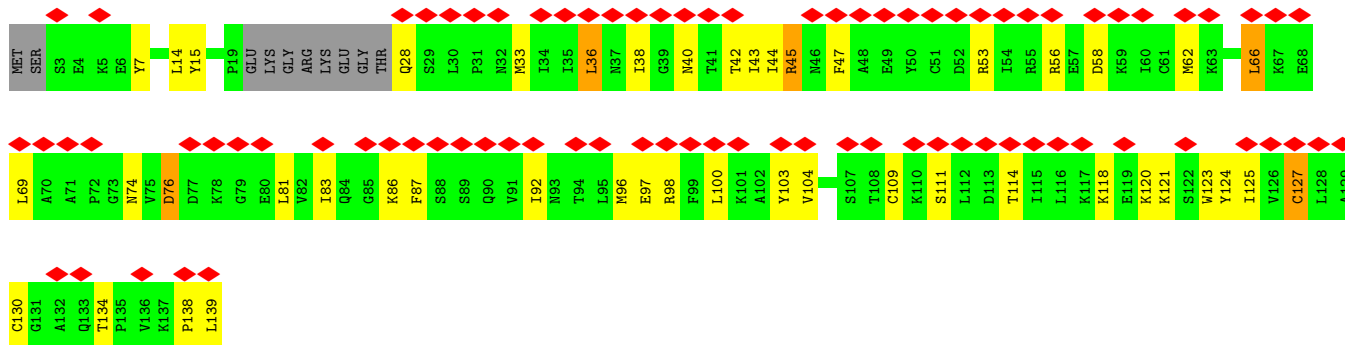 MET SER S3 E4 K5 E6 Y7 L14 Y15 P19 GLU LYS GLY ARG LYS GLU GLY THR Q28 S29 L30 P31 N32 M33 I34 I35 L36 N37 I38 G39 N40 T41 T42 I43 I44 R45 N46 F47 A48 E49 Y50 C51 D52 R53 I54 R55 R56 E57 D58 K59 I60 C61 M62 K63 L66 K67 E68
L69 A70 A71 P72 G73 N74 V75 D76 D77 K78 G79 E80 L81 V82 I83 Q84 G85 K86 F87 S88 S89 Q90 V91 I92 N93 T94 L95 M96 E97 R98 F99 L100 K101 A102 Y103 V104 S107 T108 C109 K110 S111 L112 D113 T114 I115 L116 K117 K118 E119 K120 K121 S122 W123 Y124 I125 V126 C127 L128
C130 G131 A132 Q133 T134 P135 V136 K137 P138 L139